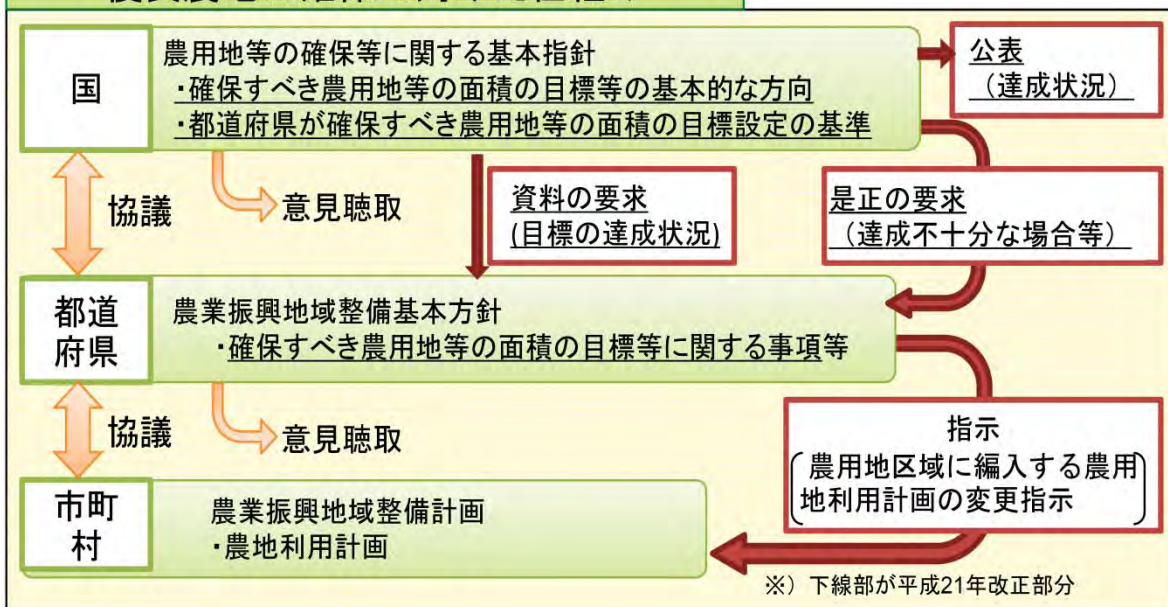 国
農用地等の確保等に関する基本指針
・確保すべき農用地等の面積の目標等の基本的な方向
・都道府県が確保すべき農用地等の面積の目標設定の基準
公表
（達成状況）
協議
意見聴取
資料の要求
(目標の達成状況)
是正の要求
（達成不十分な場合等）
都道
府県
農業振興地域整備基本方針
・確保すべき農用地等の面積の目標等に関する事項等
協議
意見聴取
指示
農用地区域に編入する農用
地利用計画の変更指示
市町
村
農業振興地域整備計画
・農地利用計画
※）下線部が平成21年改正部分